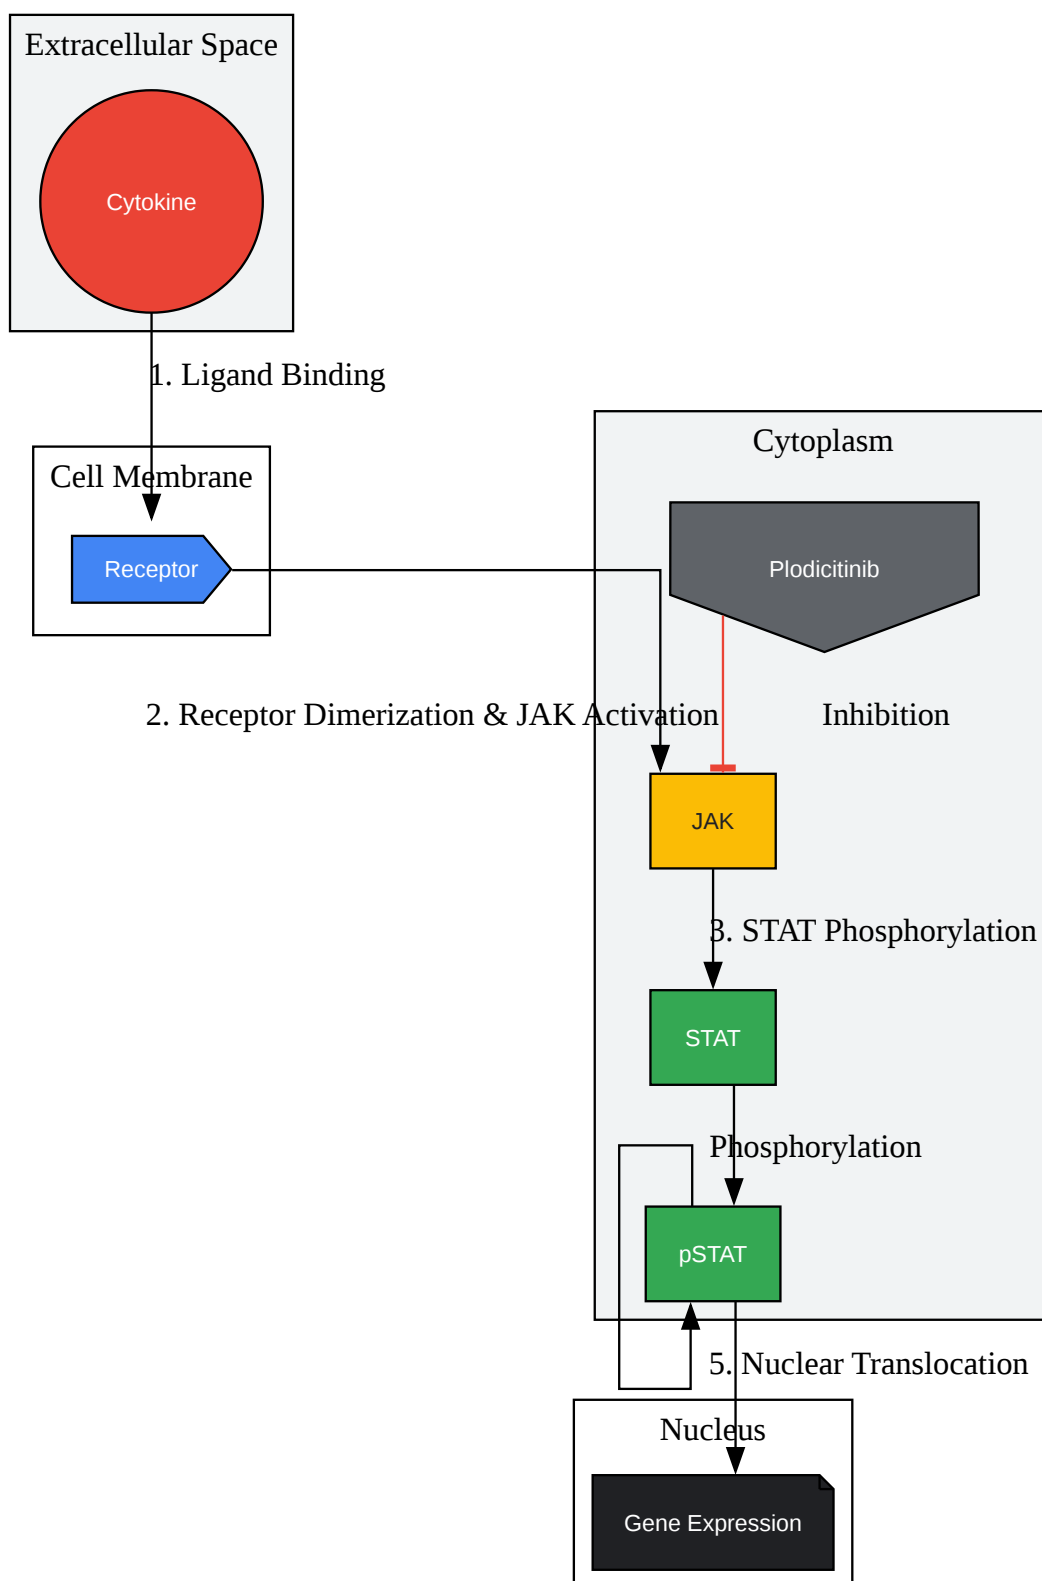 Extracellular Space
Cytokine
1. Ligand Binding
Cell Membrane
Receptor
Cytoplasm
Plodicitinib
2. Receptor Dimerization & JAK Activation
Inhibition
JAK
3. STAT Phosphorylation
STAT
Phosphorylation
pSTAT
5. Nuclear Translocation
Nucleus
Gene Expression